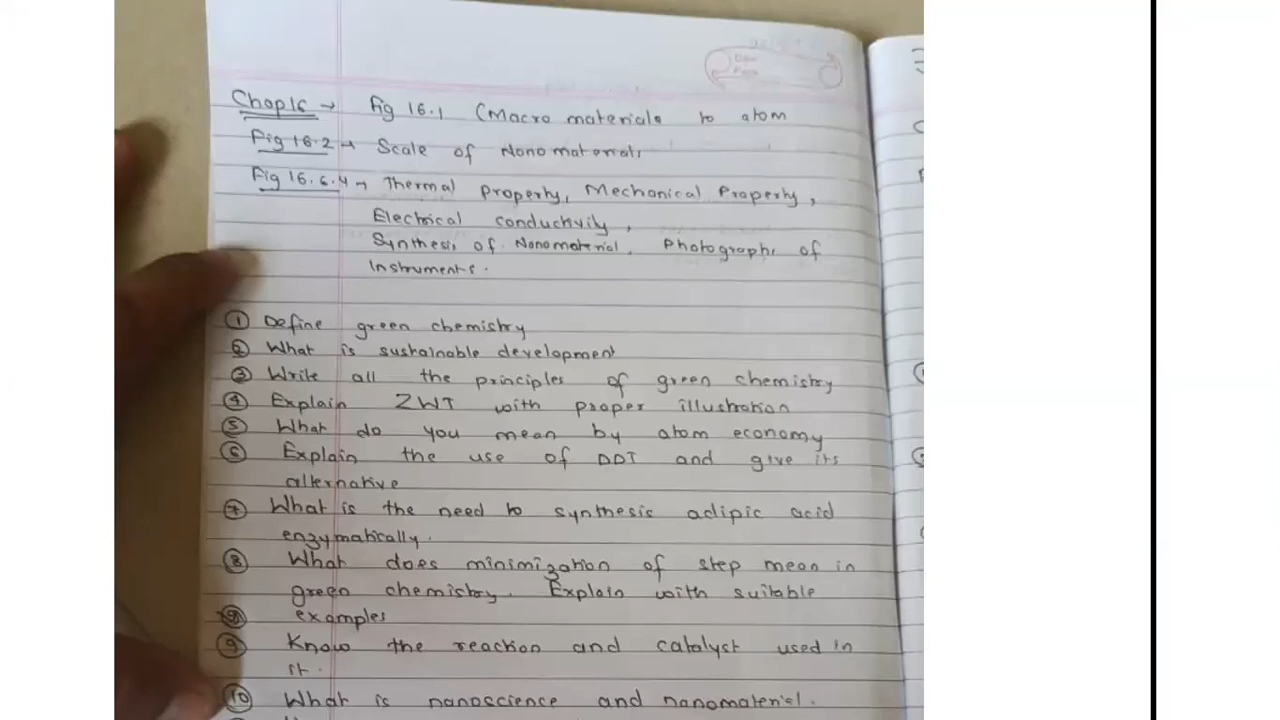 Chap 16 → Fig 16.1 (Macro materials to atom
Fig 16.2 → Scale of Nanomaterials
Fig 16.6.4 → Thermal Property, Mechanical Property,
Electrical conductivity,
Synthesis of Nanomaterial, Photographs of
Instruments.
① Define green chemistry
② What is sustainable development
③ Write all the principles of green chemistry
④ Explain ZWT with proper illustration
⑤ What do you mean by atom economy
⑥ Explain the use of DDT and give its
alternative
⑦ What is the need to synthesis adipic acid
enzymatically.
⑧ What does minimization of step mean in
green chemistry. Explain with suitable
examples
⑨ Know the reaction and catalyst used in
it.
⑩ What is nanoscience and nanomaterial.